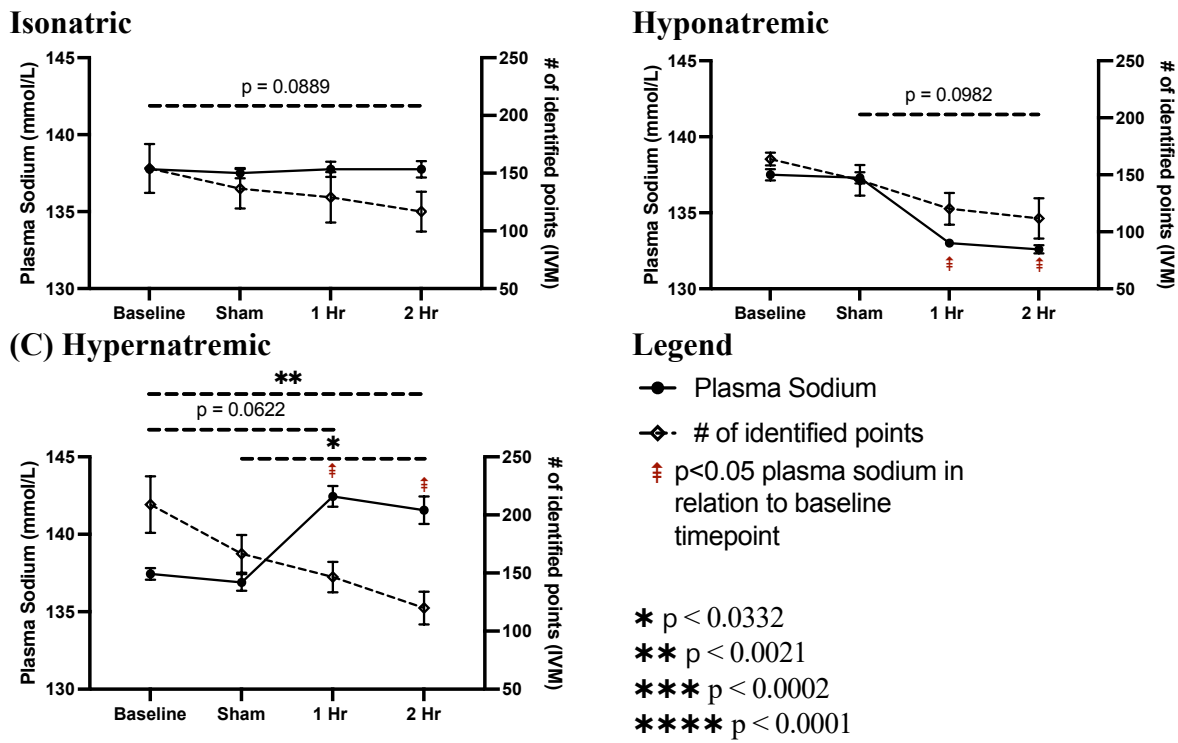 Isonatric
145
140
135
130
Plasma Sodium (mmol/L)
p = 0.0889
250
200
150
100
50
# of identified points (IVM)
Baseline Sham 1 Hr 2 Hr
Hyponatremic
145
140
135
130
Plasma Sodium (mmol/L)
p = 0.0982
‡ ‡
250
200
150
100
50
# of identified points (IVM)
Baseline Sham 1 Hr 2 Hr
(C) Hypernatremic
**
p = 0.0622
*
‡ ‡
145
140
135
130
Plasma Sodium (mmol/L)
250
200
150
100
50
# of identified points (IVM)
Baseline Sham 1 Hr 2 Hr
Legend
Plasma Sodium
# of identified points
‡ p<0.05 plasma sodium in
relation to baseline
timepoint
* p < 0.0332
** p < 0.0021
*** p < 0.0002
**** p < 0.0001